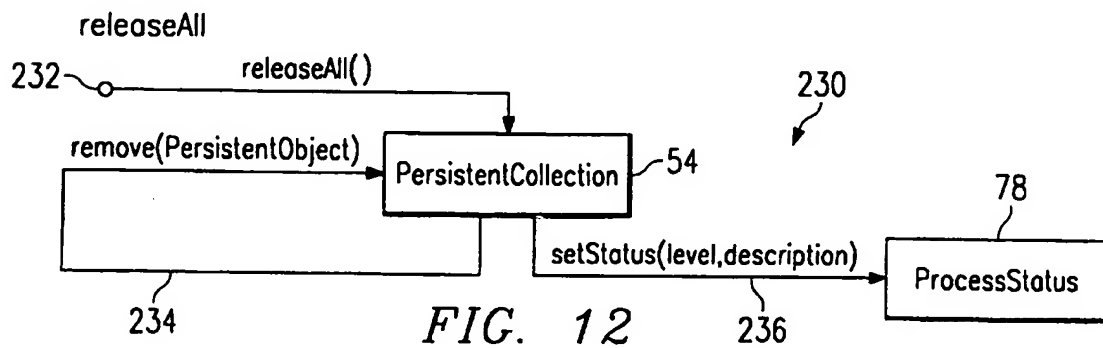 releaseAll
232
releaseAll()
230
remove(PersistentObject)
PersistentCollection
54
78
setStatus(level,description)
ProcessStatus
234
FIG. 12
236